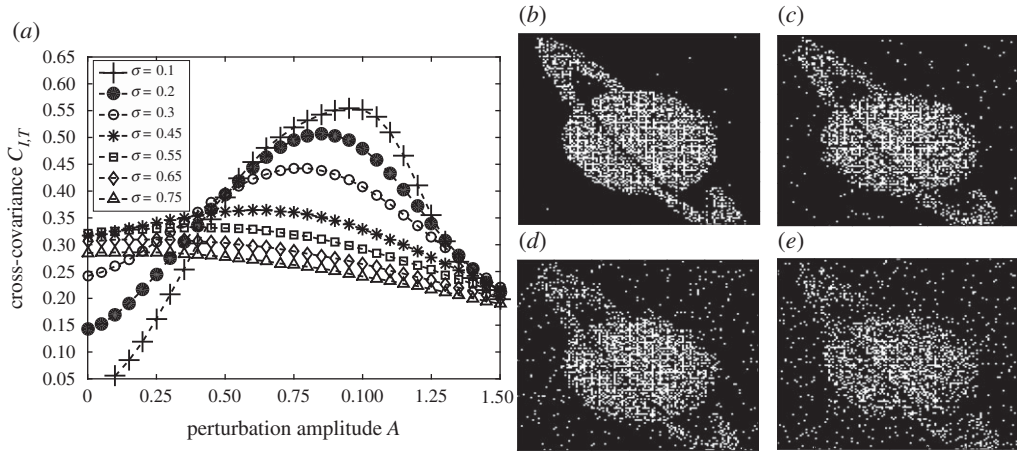 (a)
0.65
0.60
0.55
0.50
0.45
0.40
0.35
0.30
0.25
0.20
0.15
0.10
0.05
cross-covariance C_{I,T}
σ = 0.1
σ = 0.2
σ = 0.3
σ = 0.45
σ = 0.55
σ = 0.65
σ = 0.75
0 0.25 0.50 0.75 1.00 1.25 1.50
perturbation amplitude A
(b)
(c)
(d)
(e)